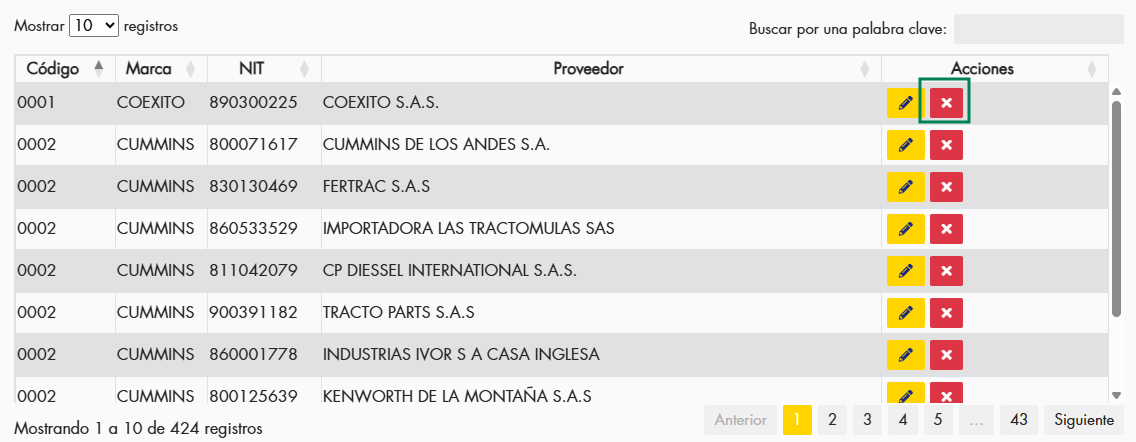 Mostrar 10 registros
Buscar por una palabra clave:
Código Marca NIT Proveedor Acciones
0001 COEXITO 890300225 COEXITO S.A.S.
0002 CUMMINS 800071617 CUMMINS DE LOS ANDES S.A.
0002 CUMMINS 830130469 FERTRAC S.A.S
0002 CUMMINS 860533529 IMPORTADORA LAS TRACTOMULAS SAS
0002 CUMMINS 811042079 CP DIESSEL INTERNATIONAL S.A.S.
0002 CUMMINS 900391182 TRACTO PARTS S.A.S
0002 CUMMINS 860001778 INDUSTRIAS IVOR S A CASA INGLESA
0002 CUMMINS 800125639 KENWORTH DE LA MONTAÑA S.A.S
Mostrando 1 a 10 de 424 registros
Anterior 1 2 3 4 5 ... 43 Siguiente